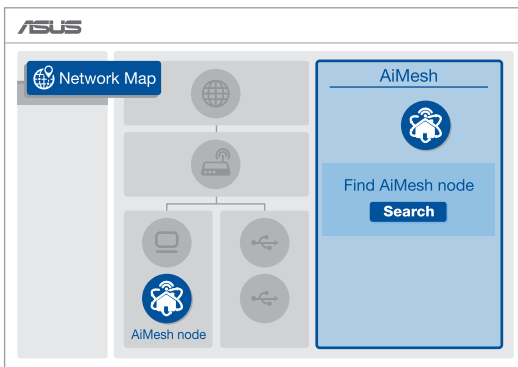 ASUS
Network Map
AiMesh
Find AiMesh node
Search
AiMesh node